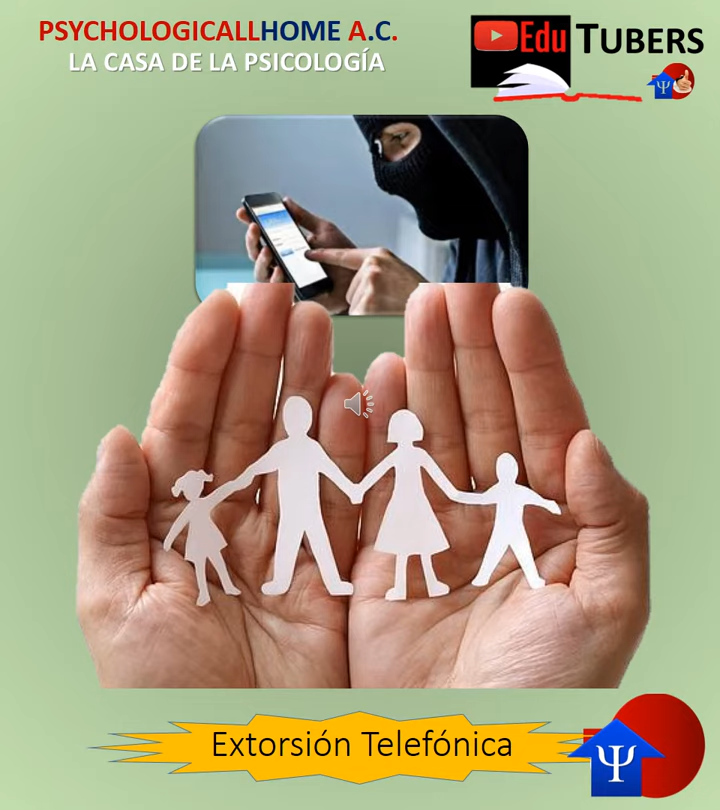 PSYCHOLOGICALLHOME A.C.
LA CASA DE LA PSICOLOGÍA
Edu TUBERS
Ψ
Extorsión Telefónica
Ψ